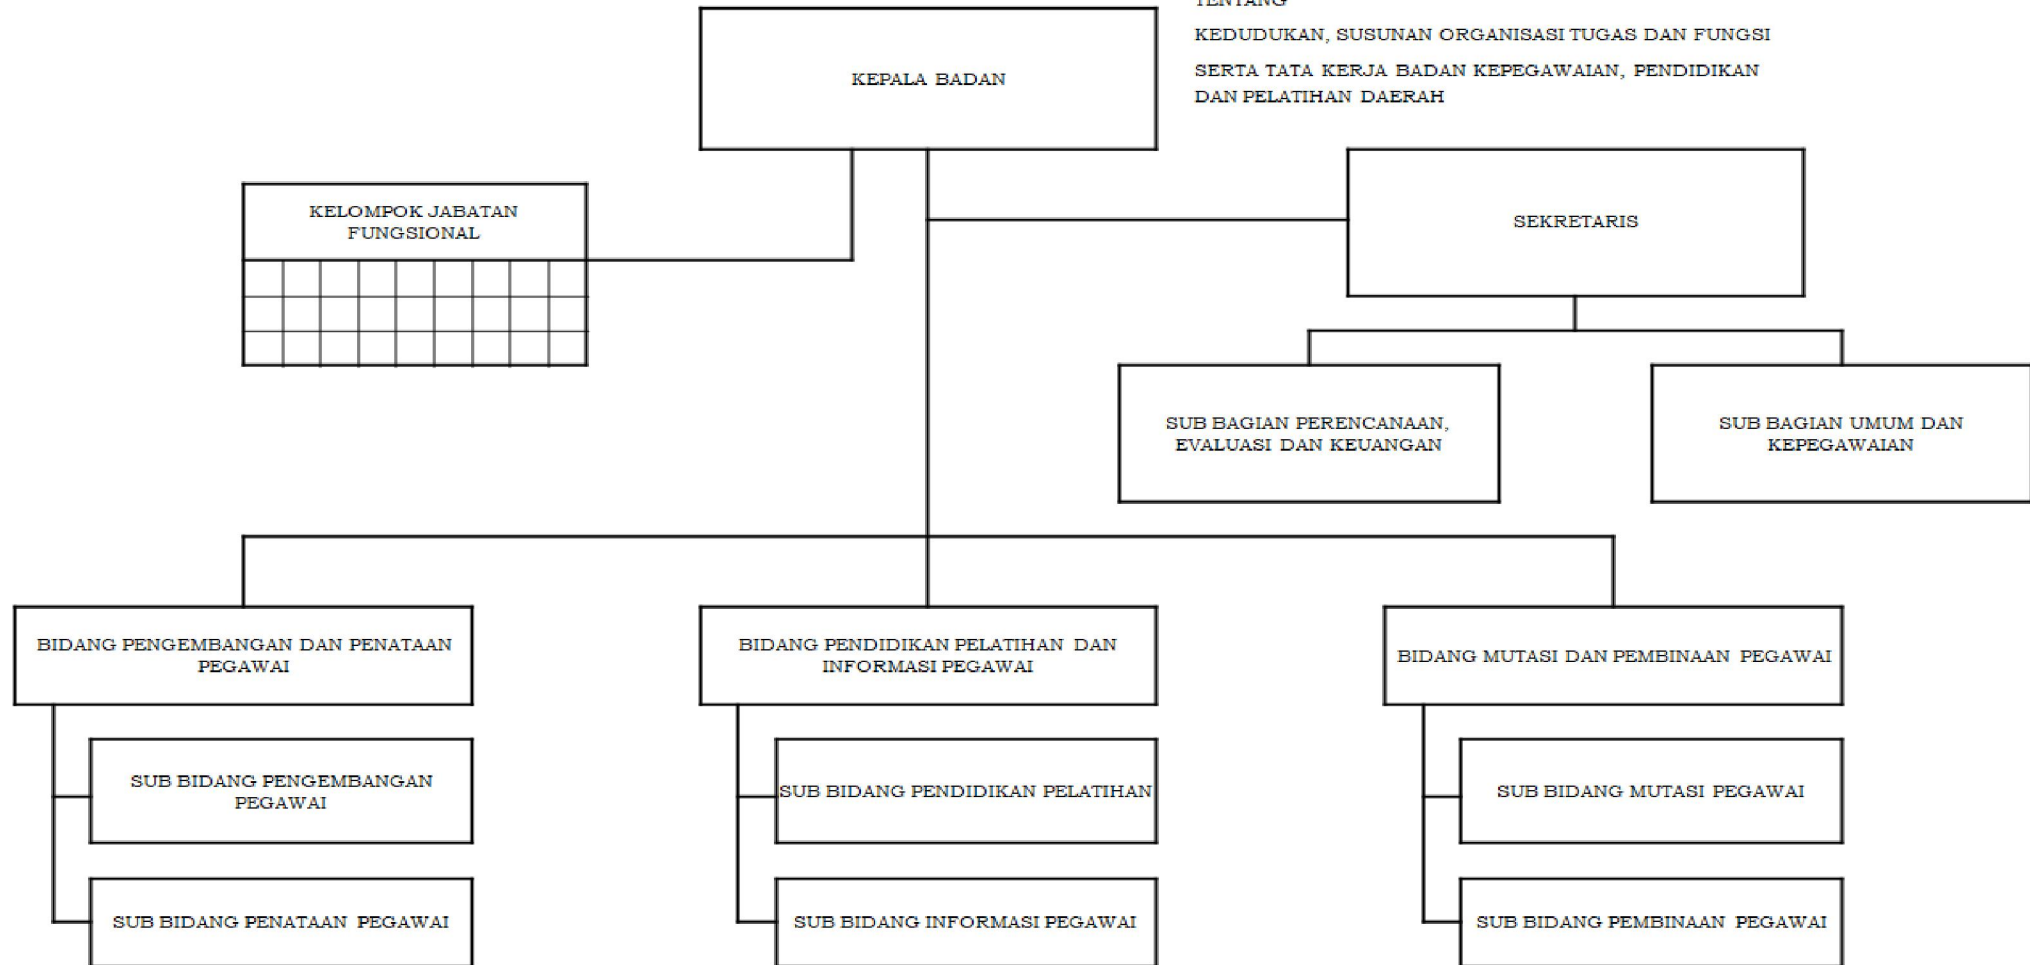 TENTANG
KEDUDUKAN, SUSUNAN ORGANISASI TUGAS DAN FUNGSI
SERTA TATA KERJA BADAN KEPEGAWAIAN, PENDIDIKAN
DAN PELATIHAN DAERAH
KEPALA BADAN
KELOMPOK JABATAN
FUNGSIONAL
SEKRETARIS
SUB BAGIAN PERENCANAAN,
EVALUASI DAN KEUANGAN
SUB BAGIAN UMUM DAN
KEPEGAWAIAN
BIDANG PENGEMBANGAN DAN PENATAAN
PEGAWAI
BIDANG PENDIDIKAN PELATIHAN DAN
INFORMASI PEGAWAI
BIDANG MUTASI DAN PEMBINAAN PEGAWAI
SUB BIDANG PENGEMBANGAN
PEGAWAI
SUB BIDANG PENDIDIKAN PELATIHAN
SUB BIDANG MUTASI PEGAWAI
SUB BIDANG PENATAAN PEGAWAI
SUB BIDANG INFORMASI PEGAWAI
SUB BIDANG PEMBINAAN PEGAWAI